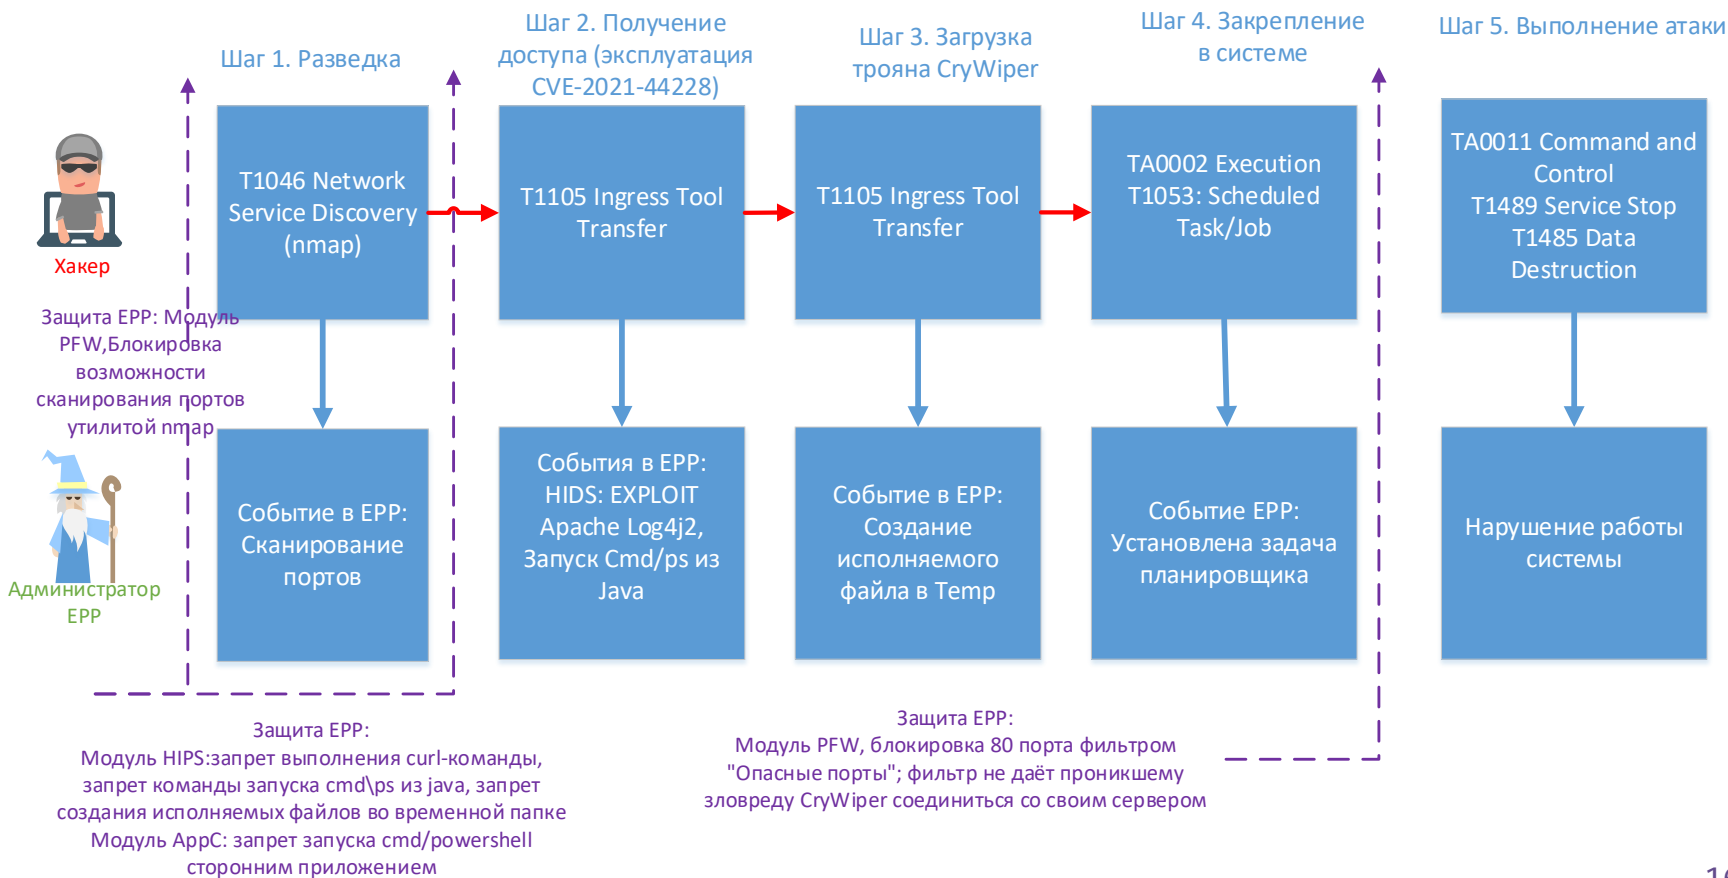 Шаг 1. Разведка
Шаг 2. Получение
доступа (эксплуатация
CVE-2021-44228)
Шаг 3. Загрузка
трояна CryWiper
Шаг 4. Закрепление
в системе
Шаг 5. Выполнение атаки
Хакер
T1046 Network
Service Discovery
(nmap)
T1105 Ingress Tool
Transfer
T1105 Ingress Tool
Transfer
TA0002 Execution
T1053: Scheduled
Task/Job
TA0011 Command and
Control
T1489 Service Stop
T1485 Data
Destruction
Защита EPP: Модуль
PFW,Блокировка
возможности
сканирования портов
утилитой nmap
Администратор
EPP
Событие в EPP:
Сканирование
портов
События в EPP:
HIDS: EXPLOIT
Apache Log4j2,
Запуск Cmd/ps из
Java
Событие в EPP:
Создание
исполняемого
файла в Temp
Событие EPP:
Установлена задача
планировщика
Нарушение работы
системы
Защита EPP:
Модуль HIPS:запрет выполнения curl-команды,
запрет команды запуска cmd\ps из java, запрет
создания исполняемых файлов во временной папке
Модуль AppC: запрет запуска cmd/powershell
сторонним приложением
Защита EPP:
Модуль PFW, блокировка 80 порта фильтром
"Опасные порты"; фильтр не даёт проникшему
зловреду CryWiper соединиться со своим сервером